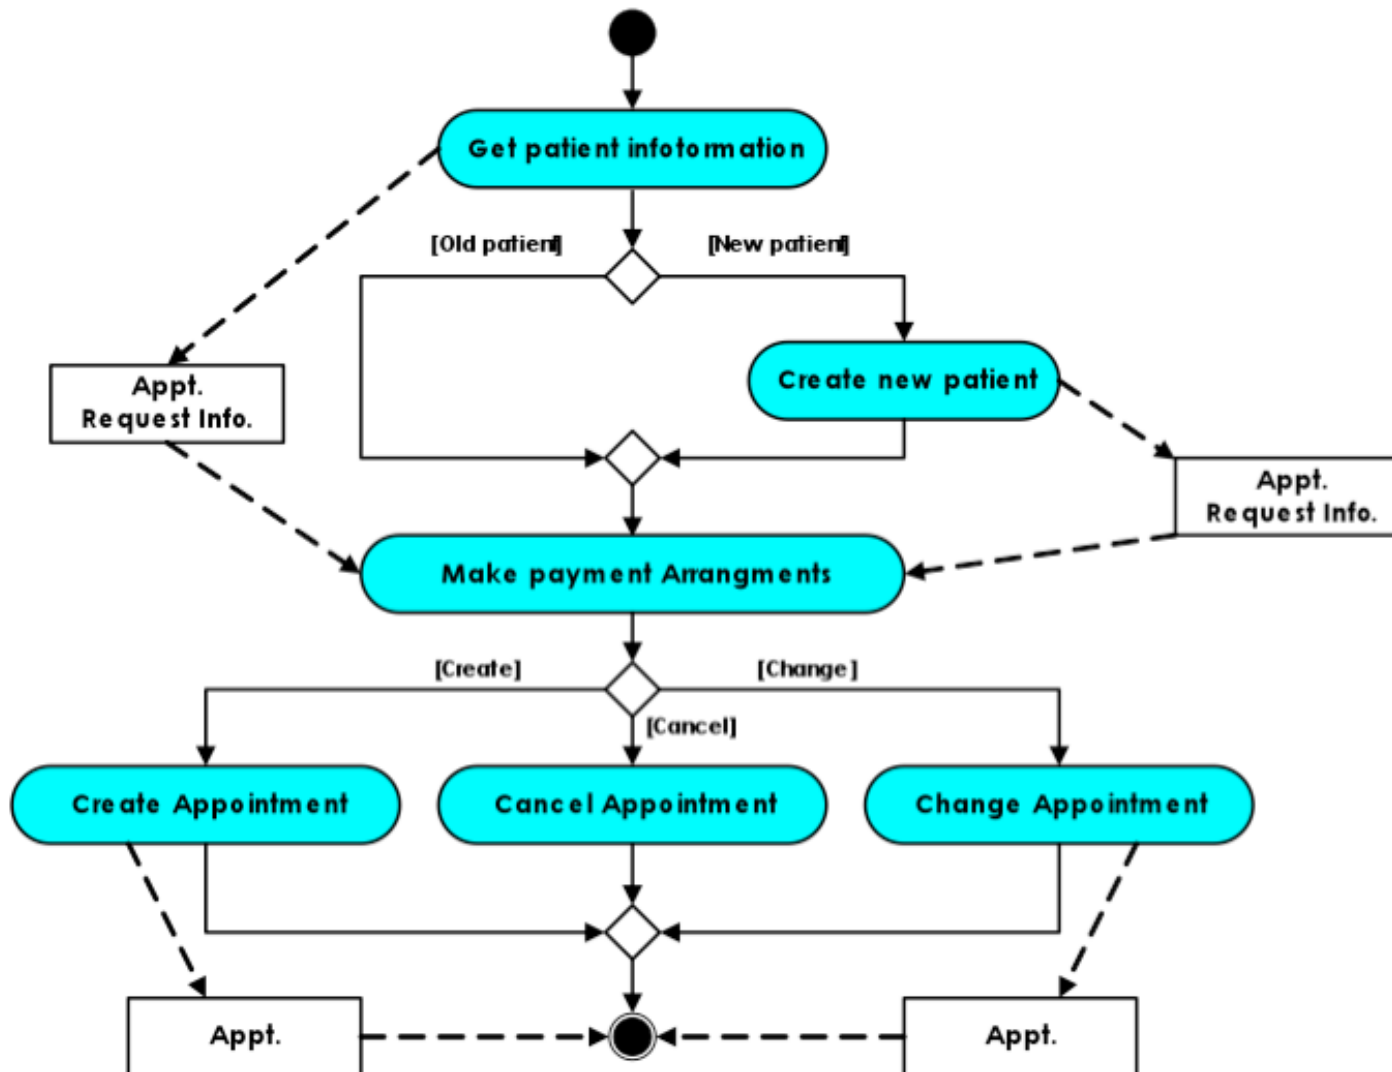 Get patient infotormation
[Old patient]
[New patient]
Create new patient
Appt.
Request Info.
Appt.
Request Info.
Make payment Arrangments
[Create]
[Change]
[Cancel]
Create Appointment
Cancel Appointment
Change Appointment
Appt.
Appt.